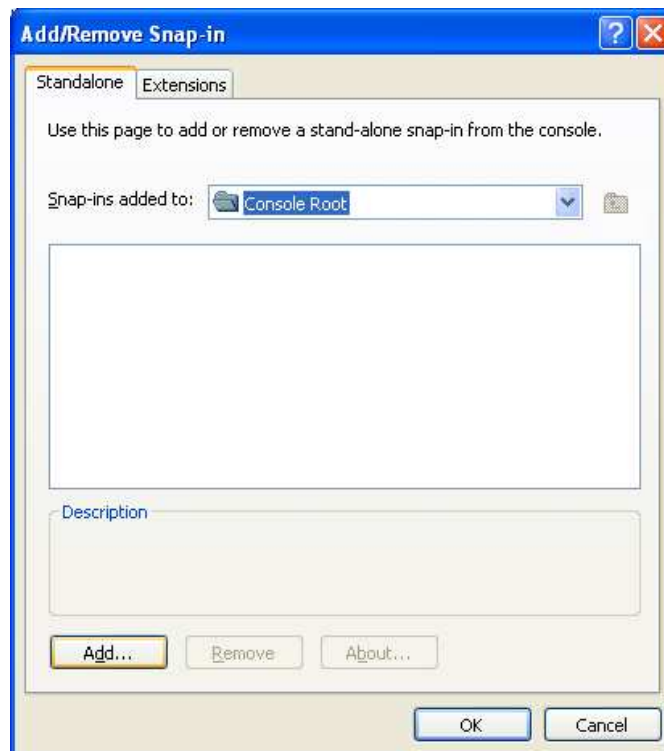 Add/Remove Snap-in
Standalone Extensions
Use this page to add or remove a stand-alone snap-in from the console.
Snap-ins added to: Console Root
Description
Add... Remove About...
OK Cancel